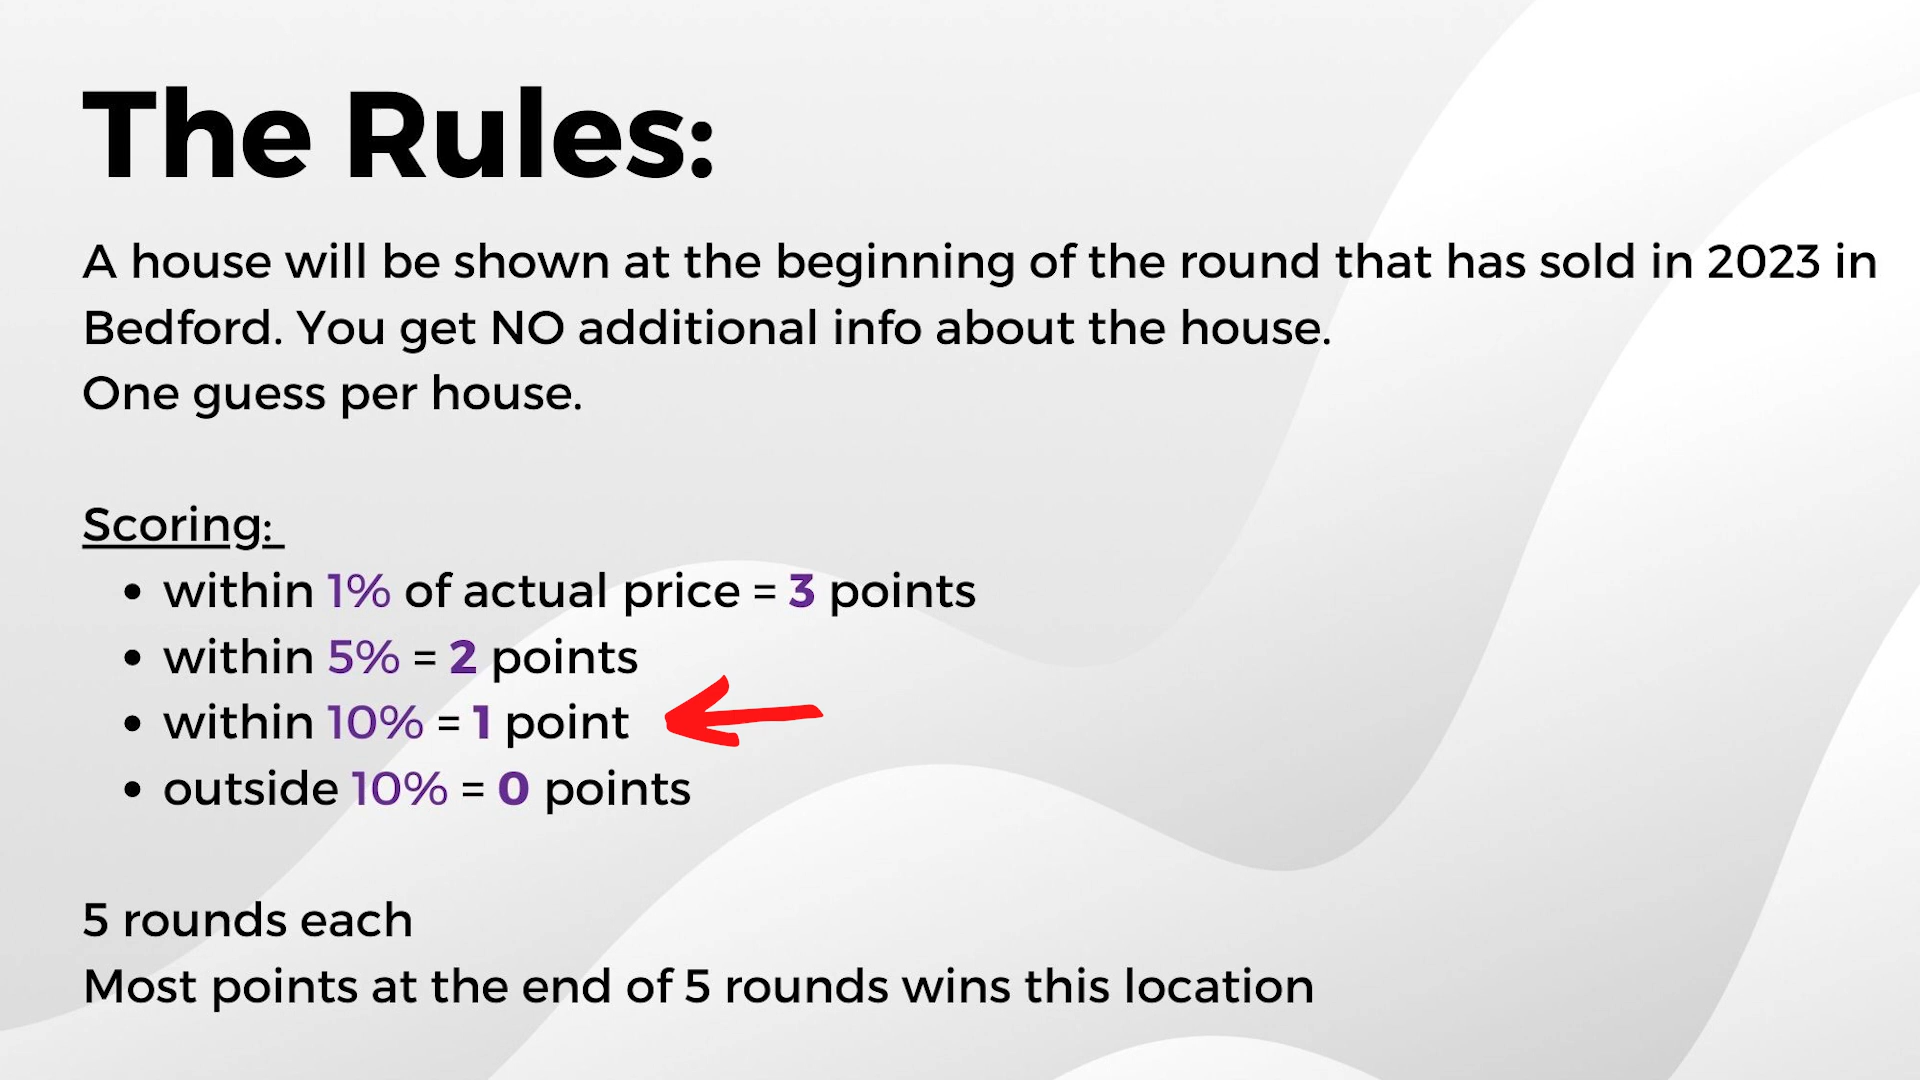 The Rules:
A house will be shown at the beginning of the round that has sold in 2023 in
Bedford. You get NO additional info about the house.
One guess per house.
Scoring:
• within 1% of actual price = 3 points
• within 5% = 2 points
• within 10% = 1 point
• outside 10% = 0 points
5 rounds each
Most points at the end of 5 rounds wins this location